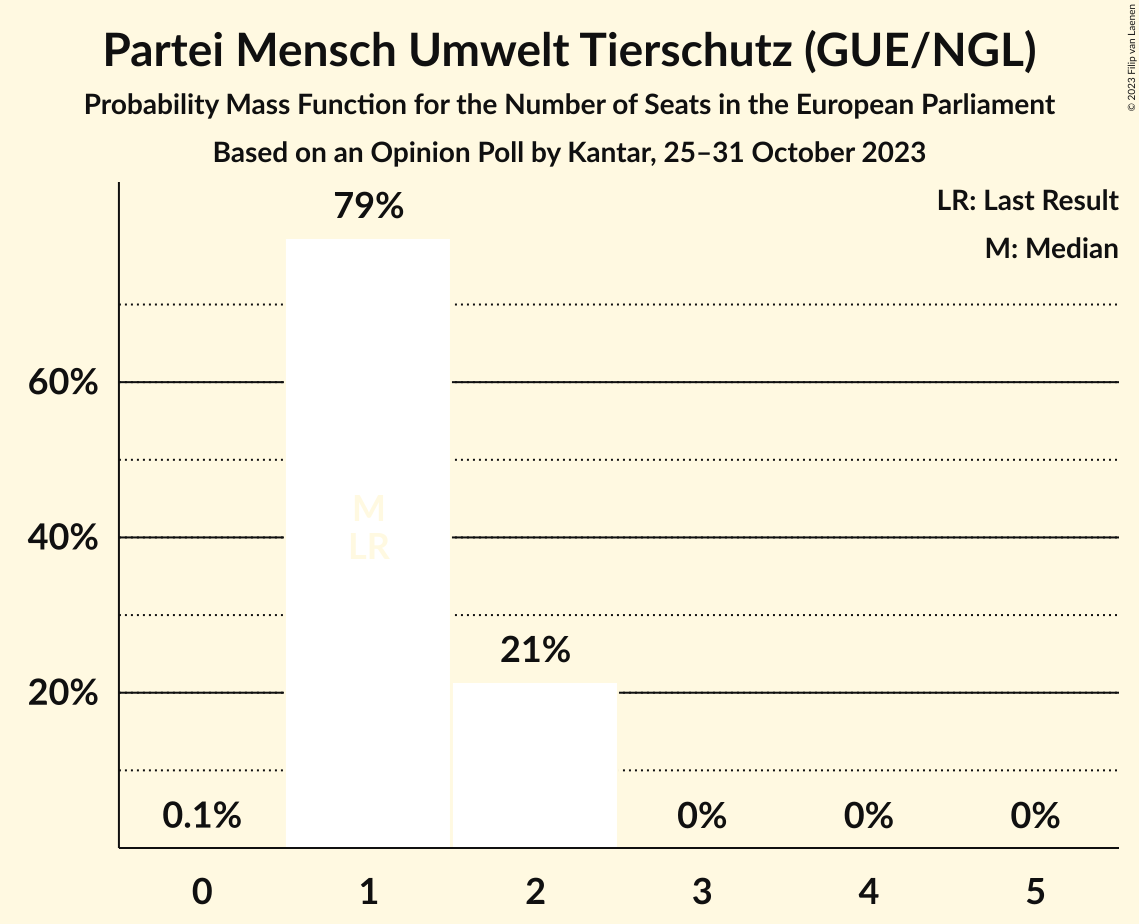 Partei Mensch Umwelt Tierschutz (GUE/NGL)
Probability Mass Function for the Number of Seats in the European Parliament
Based on an Opinion Poll by Kantar, 25–31 October 2023
© 2023 Filip van Laenen
LR: Last Result
M: Median
79%
60%
M
40%
LR
21%
20%
0.1%
0%
0%
0%
0
1
2
3
4
5